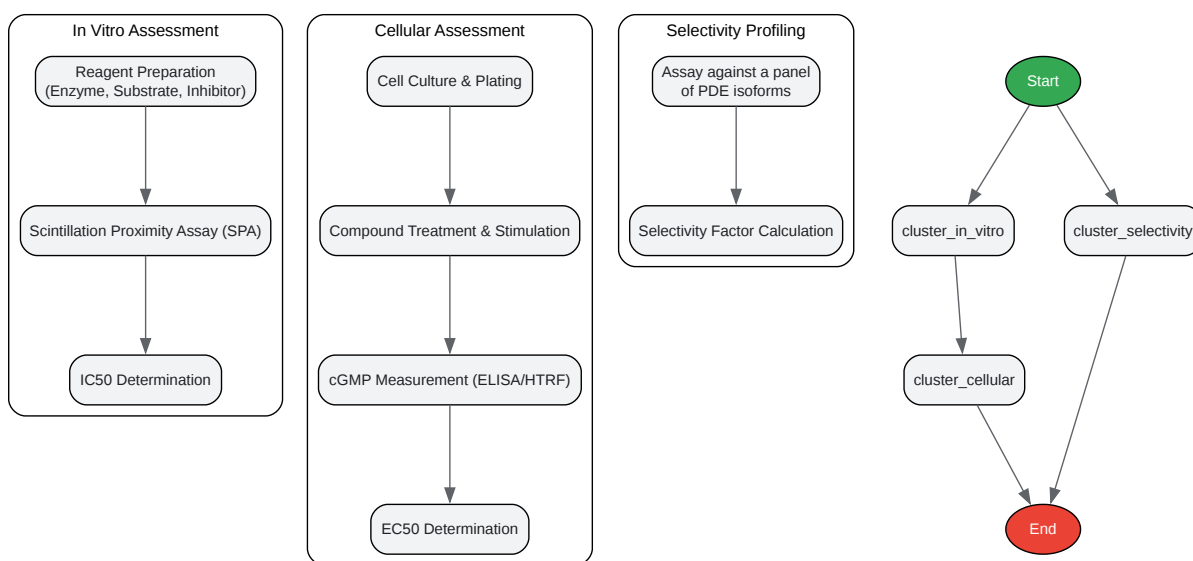 In Vitro Assessment
Reagent Preparation
(Enzyme, Substrate, Inhibitor)
Scintillation Proximity Assay (SPA)
IC50 Determination
Cellular Assessment
Cell Culture & Plating
Compound Treatment & Stimulation
cGMP Measurement (ELISA/HTRF)
EC50 Determination
Selectivity Profiling
Assay against a panel
of PDE isoforms
Selectivity Factor Calculation
Start
cluster_in_vitro
cluster_selectivity
cluster_cellular
End